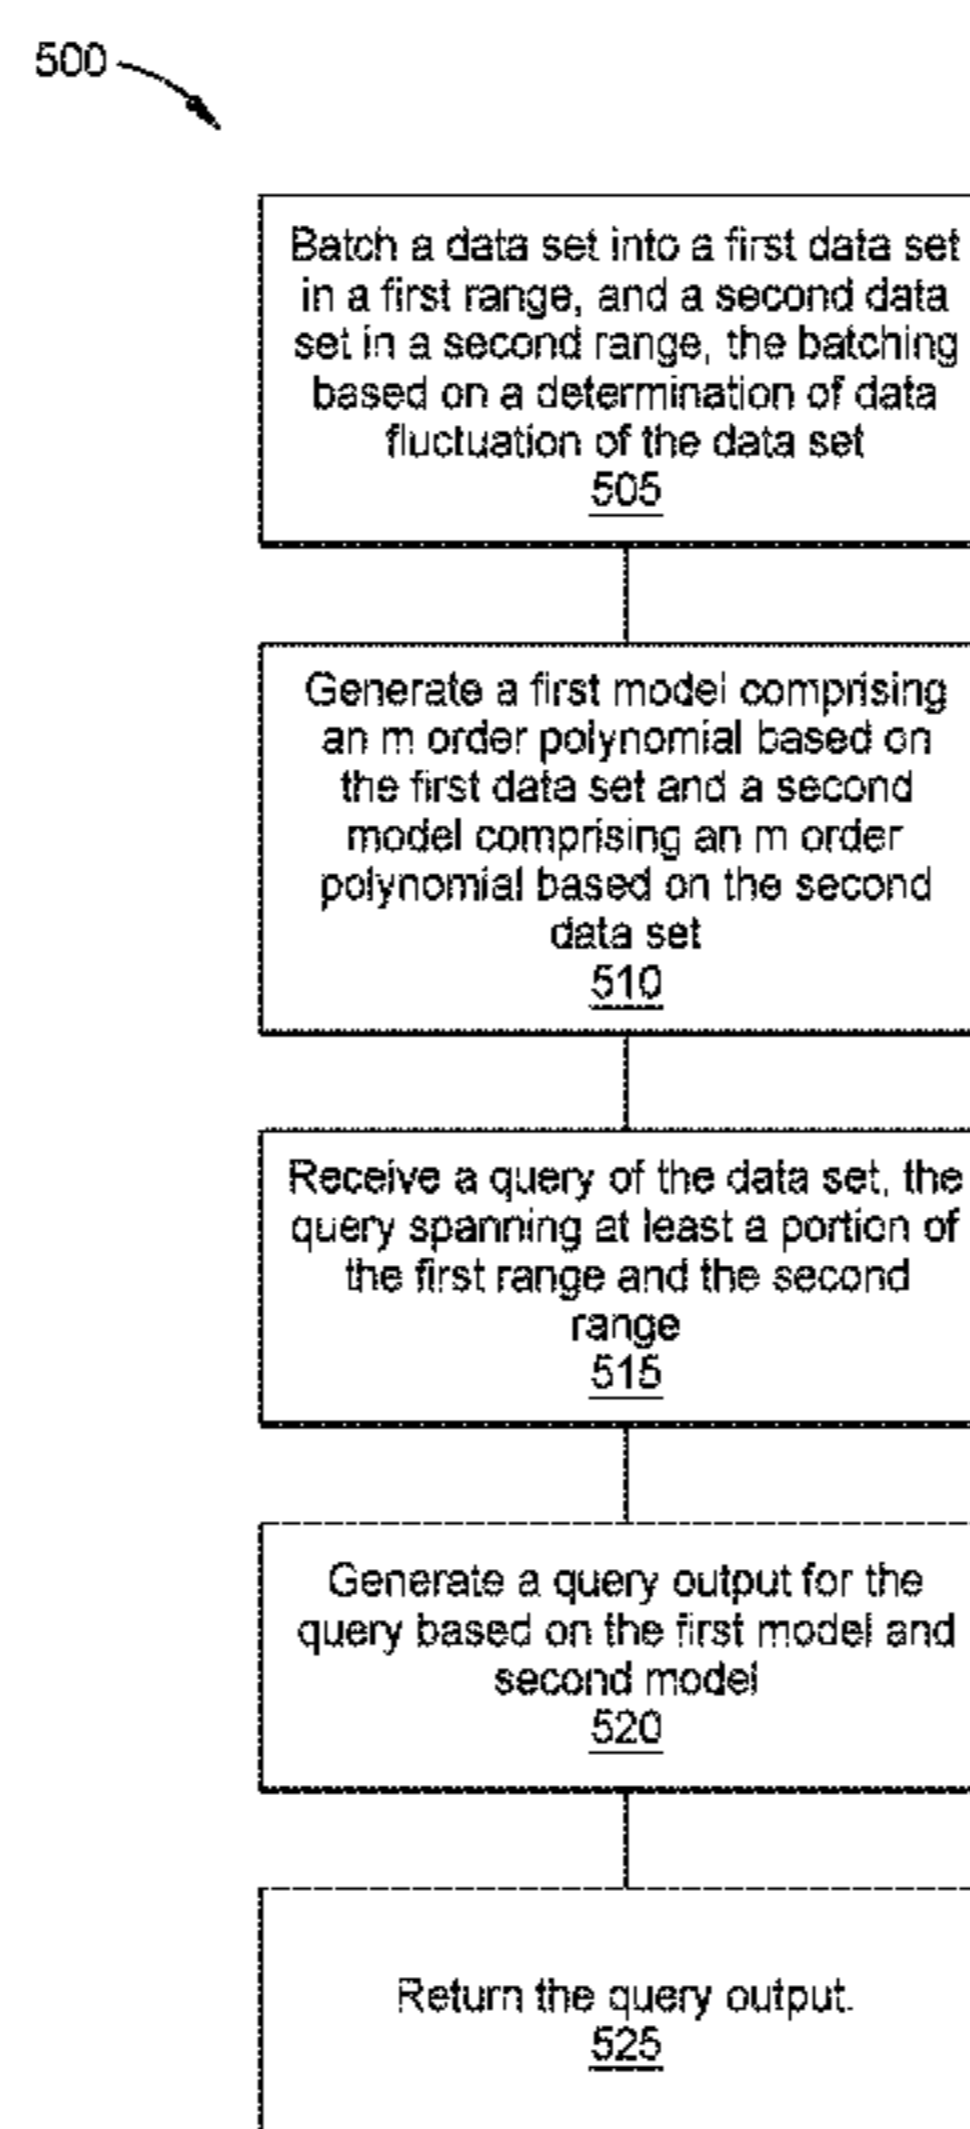 500
Batch a data set into a first data set
in a first range, and a second data
set in a second range, the batching
based on a determination of data
fluctuation of the data set
505
Generate a first model comprising
an m order polynomial based on
the first data set and a second
model comprising an m order
polynomial based on the second
data set
510
Receive a query of the data set, the
query spanning at least a portion of
the first range and the second
range
515
Generate a query output for the
query based on the first model and
second model
520
Return the query output.
525